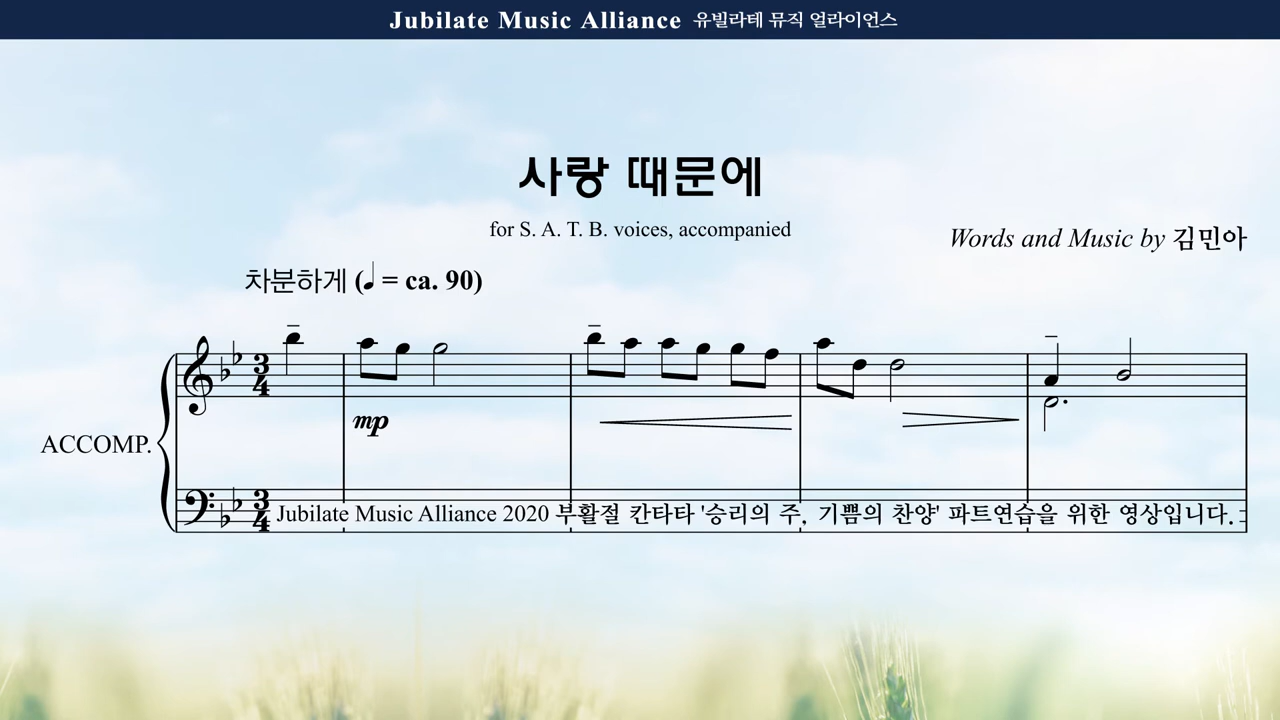 Jubilate Music Alliance 유빌라테 뮤직 얼라이언스
사랑 때문에
for S. A. T. B. voices, accompanied
Words and Music by 김민아
차분하게 (♩ = ca. 90)
3 4
mp
ACCOMP.
3 4
Jubilate Music Alliance 2020 부활절 칸타타 '승리의 주, 기쁨의 찬양' 파트연습을 위한 영상입니다.